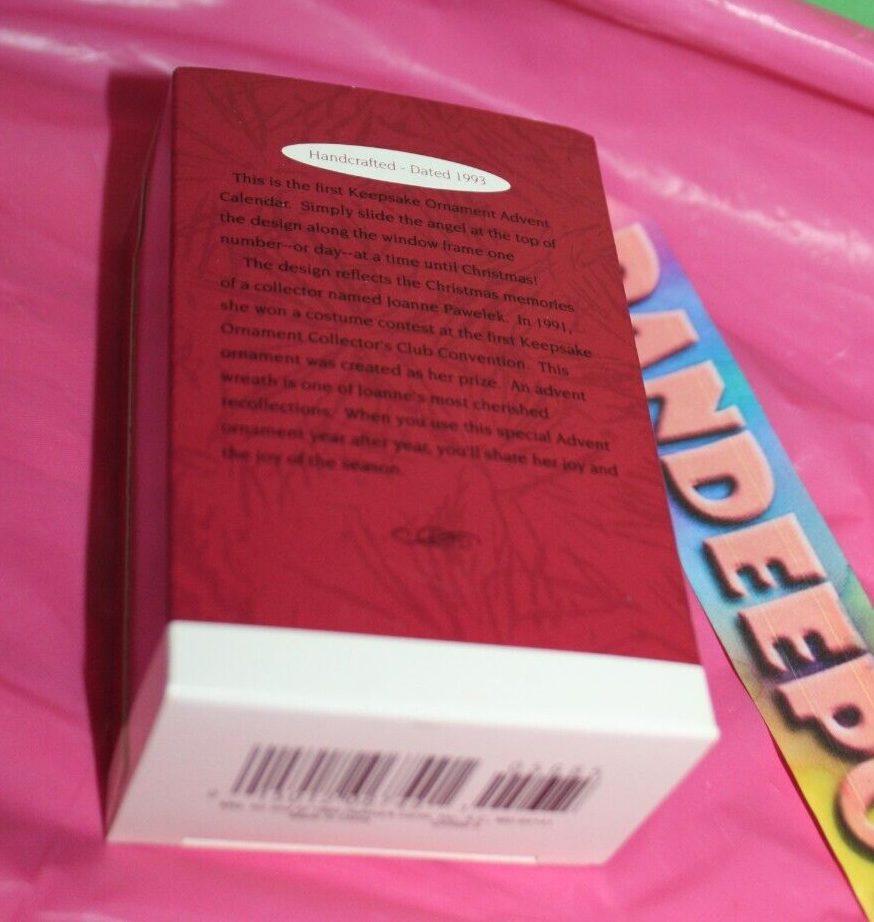 Handcrafted - Dated 1993
This is the first Keepsake Ornament Advent
Calendar. Simply slide the angel at the top of
the design along the window frame one
number--or day--at a time until Christmas!
The design reflects the Christmas memories
of a collector named Joanne Pawelek. In 1991,
she won a costume contest at the first Keepsake
Ornament Collector's Club Convention. This
ornament was created as her prize. An advent
wreath is one of Joanne's most cherished
recollections. When you use this special Advent
ornament year after year, you'll share her joy and
the joy of the season.
DANDEEPO